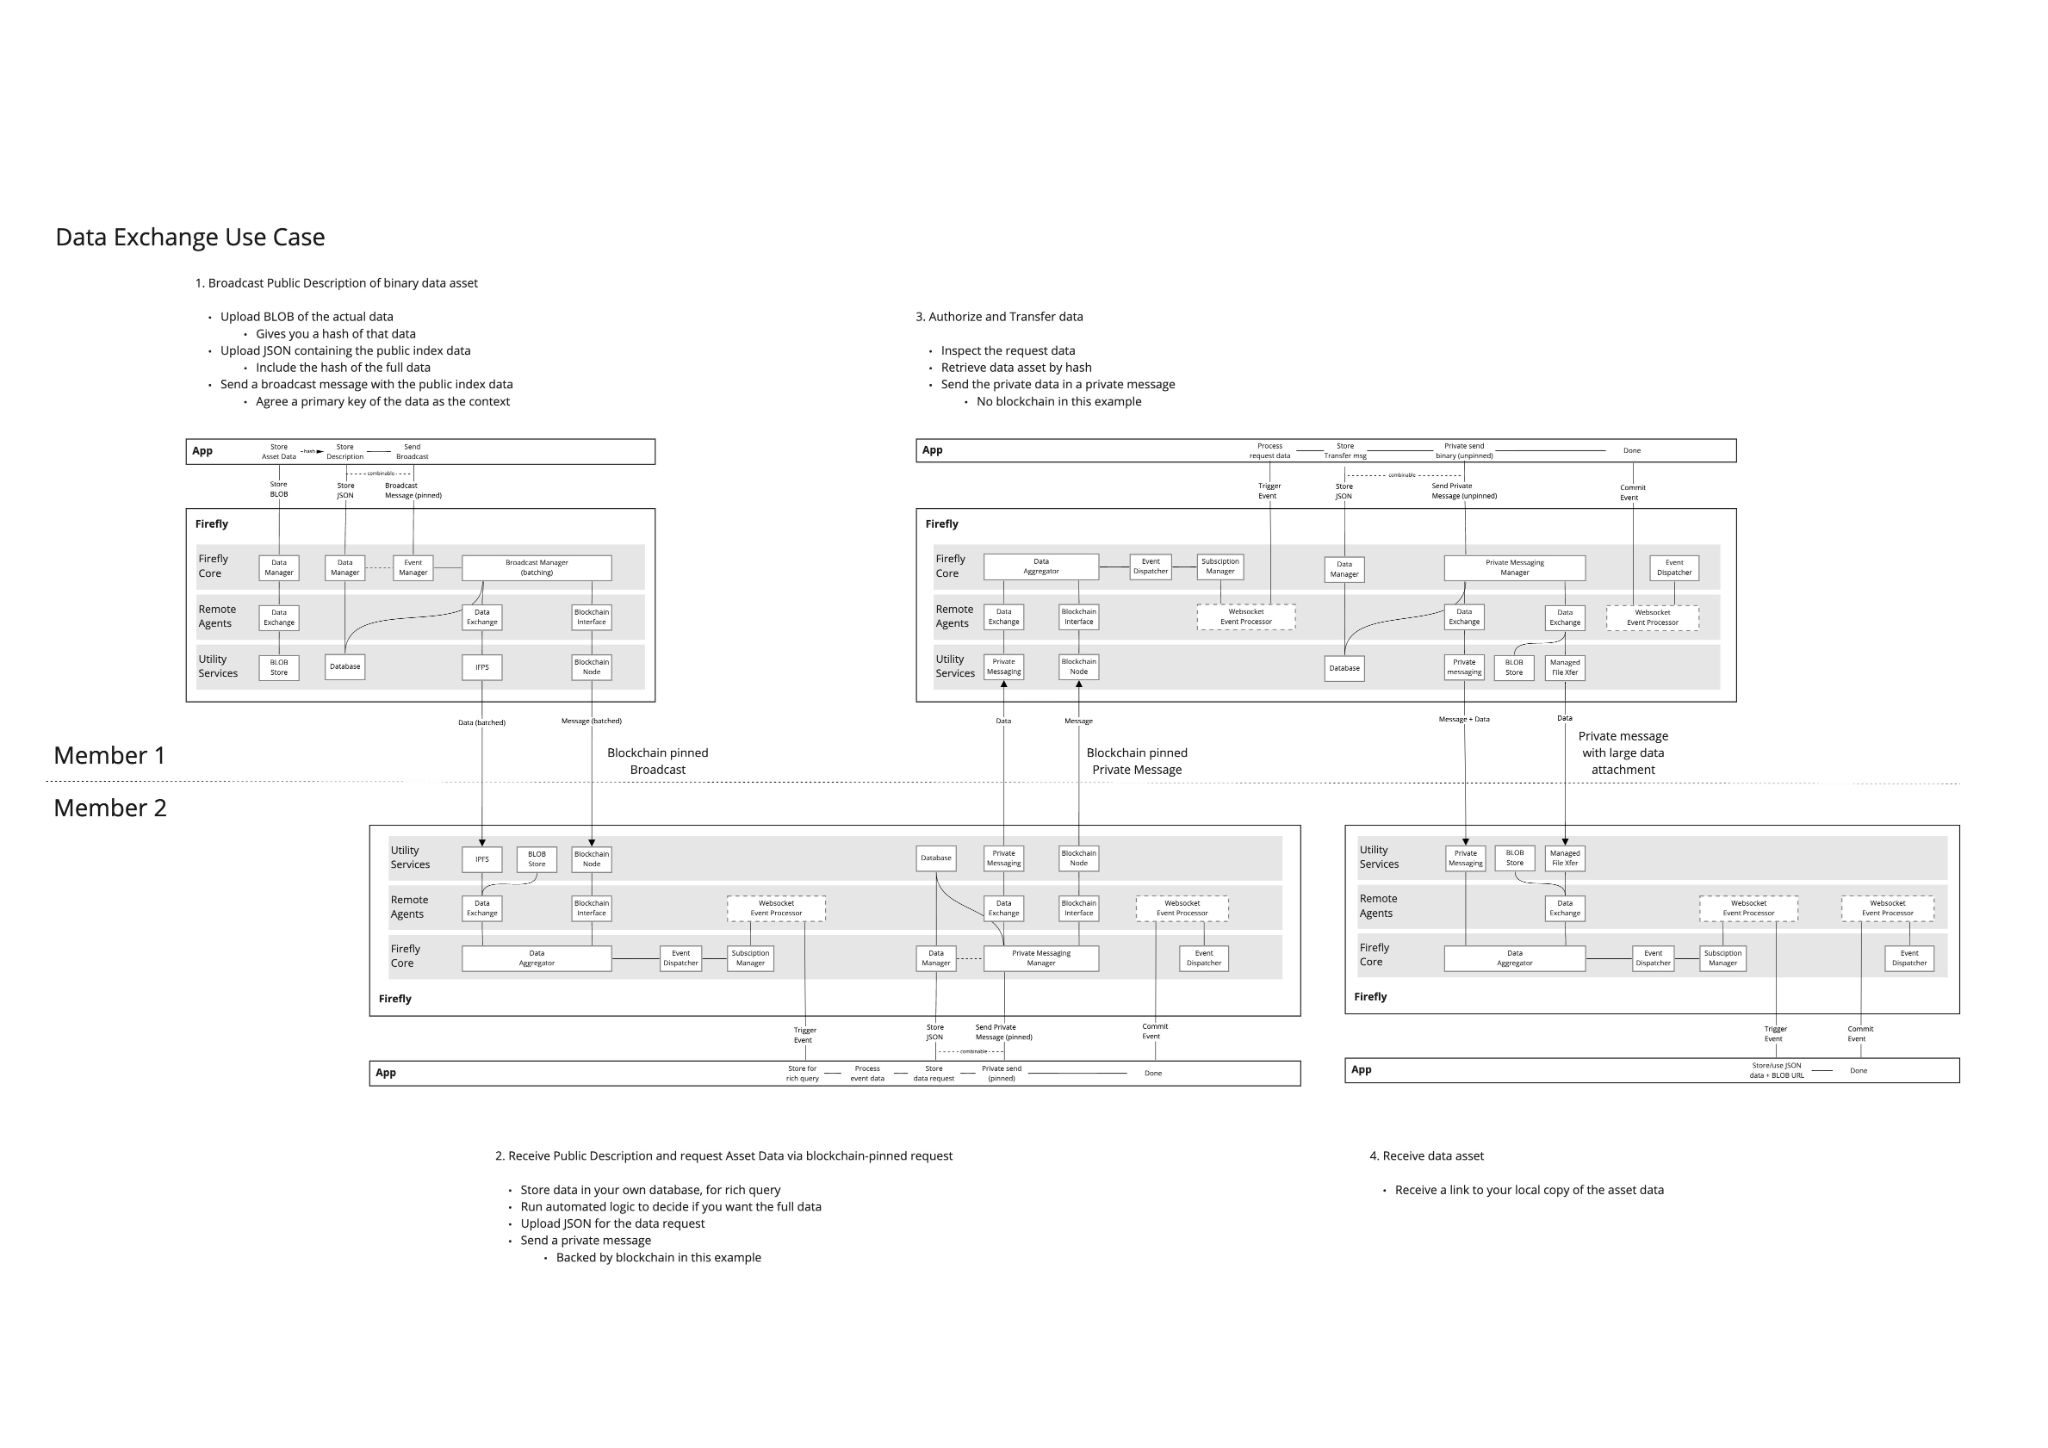 Data Exchange Use Case
1. Broadcast Public Description of binary data asset
• Upload BLOB of the actual data
• Gives you a hash of that data
• Upload JSON containing the public index data
• Include the hash of the full data
• Send a broadcast message with the public index data
• Agree a primary key of the data as the context
3. Authorize and Transfer data
• Inspect the request data
• Retrieve data asset by hash
• Send the private data in a private message
• No blockchain in this example
App
Store
Asset Data
hash
Store
Description
Send
Broadcast
combinable
Store
BLOB
Store
JSON
Broadcast
Message (pinned)
Firefly
Firefly
Core
Data
Manager
Data
Manager
Event
Manager
Broadcast Manager
(batching)
Remote
Agents
Data
Exchange
Data
Exchange
Blockchain
Interface
Utility
Services
BLOB
Store
Database
IFPS
Blockchain
Node
Data (batched)
Message (batched)
Blockchain pinned
Broadcast
App
Process
request data
Store
Transfer msg
Private send
binary (unpinned)
Done
combinable
Trigger
Event
Store
JSON
Send Private
Message (unpinned)
Commit
Event
Firefly
Firefly
Core
Data
Aggregator
Event
Dispatcher
Subsciption
Manager
Data
Manager
Private Messaging
Manager
Event
Dispatcher
Remote
Agents
Data
Exchange
Blockchain
Interface
Websocket
Event Processor
Data
Exchange
Data
Exchange
Websocket
Event Processor
Utility
Services
Private
Messaging
Blockchain
Node
Database
Private
messaging
BLOB
Store
Managed
File Xfer
Data
Message
Message + Data
Data
Blockchain pinned
Private Message
Private message
with large data
attachment
Member 1
Member 2
Utility
Services
IPFS
BLOB
Store
Blockchain
Node
Database
Private
Messaging
Blockchain
Node
Remote
Agents
Data
Exchange
Blockchain
Interface
Websocket
Event Processor
Data
Exchange
Blockchain
Interface
Websocket
Event Processor
Firefly
Core
Data
Aggregator
Event
Dispatcher
Subsciption
Manager
Data
Manager
Private Messaging
Manager
Event
Dispatcher
Firefly
Trigger
Event
Store
JSON
Send Private
Message (pinned)
Commit
Event
combinable
App
Store for
rich query
Process
event data
Store
data request
Private send
(pinned)
Done
Utility
Services
Private
Messaging
BLOB
Store
Managed
File Xfer
Remote
Agents
Data
Exchange
Websocket
Event Processor
Websocket
Event Processor
Firefly
Core
Data
Aggregator
Event
Dispatcher
Subsciption
Manager
Event
Dispatcher
Firefly
Trigger
Event
Commit
Event
App
Store/use JSON
data + BLOB URL
Done
2. Receive Public Description and request Asset Data via blockchain-pinned request
• Store data in your own database, for rich query
• Run automated logic to decide if you want the full data
• Upload JSON for the data request
• Send a private message
• Backed by blockchain in this example
4. Receive data asset
• Receive a link to your local copy of the asset data